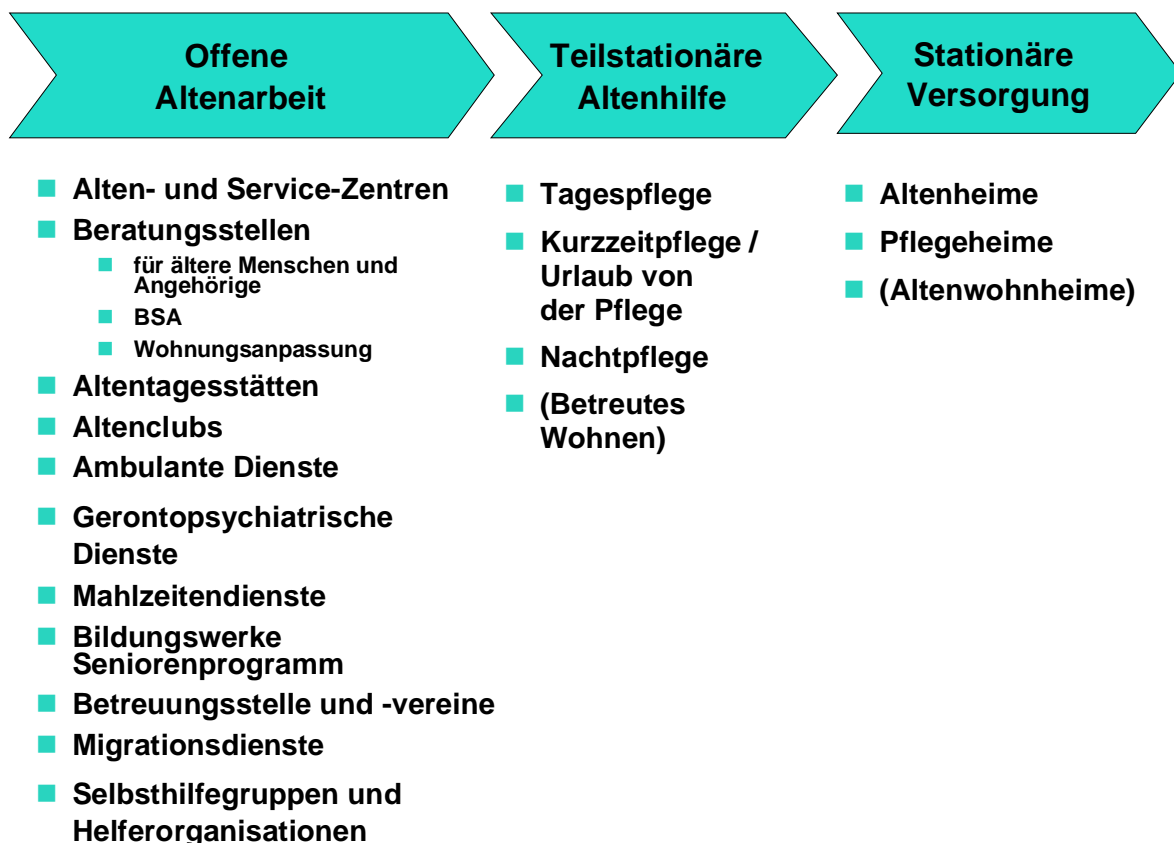 Offene
Altenarbeit
Teilstationäre
Altenhilfe
Stationäre
Versorgung
Alten- und Service-Zentren
Beratungsstellen
für ältere Menschen und
Angehörige
BSA
Wohnungsanpassung
Altentagesstätten
Altenclubs
Ambulante Dienste
Gerontopsychiatrische
Dienste
Mahlzeitendienste
Bildungswerke
Seniorenprogramm
Betreuungsstelle und -vereine
Migrationsdienste
Selbsthilfegruppen und
Helferorganisationen
Tagespflege
Kurzzeitpflege /
Urlaub von
der Pflege
Nachtpflege
(Betreutes
Wohnen)
Altenheime
Pflegeheime
(Altenwohnheime)